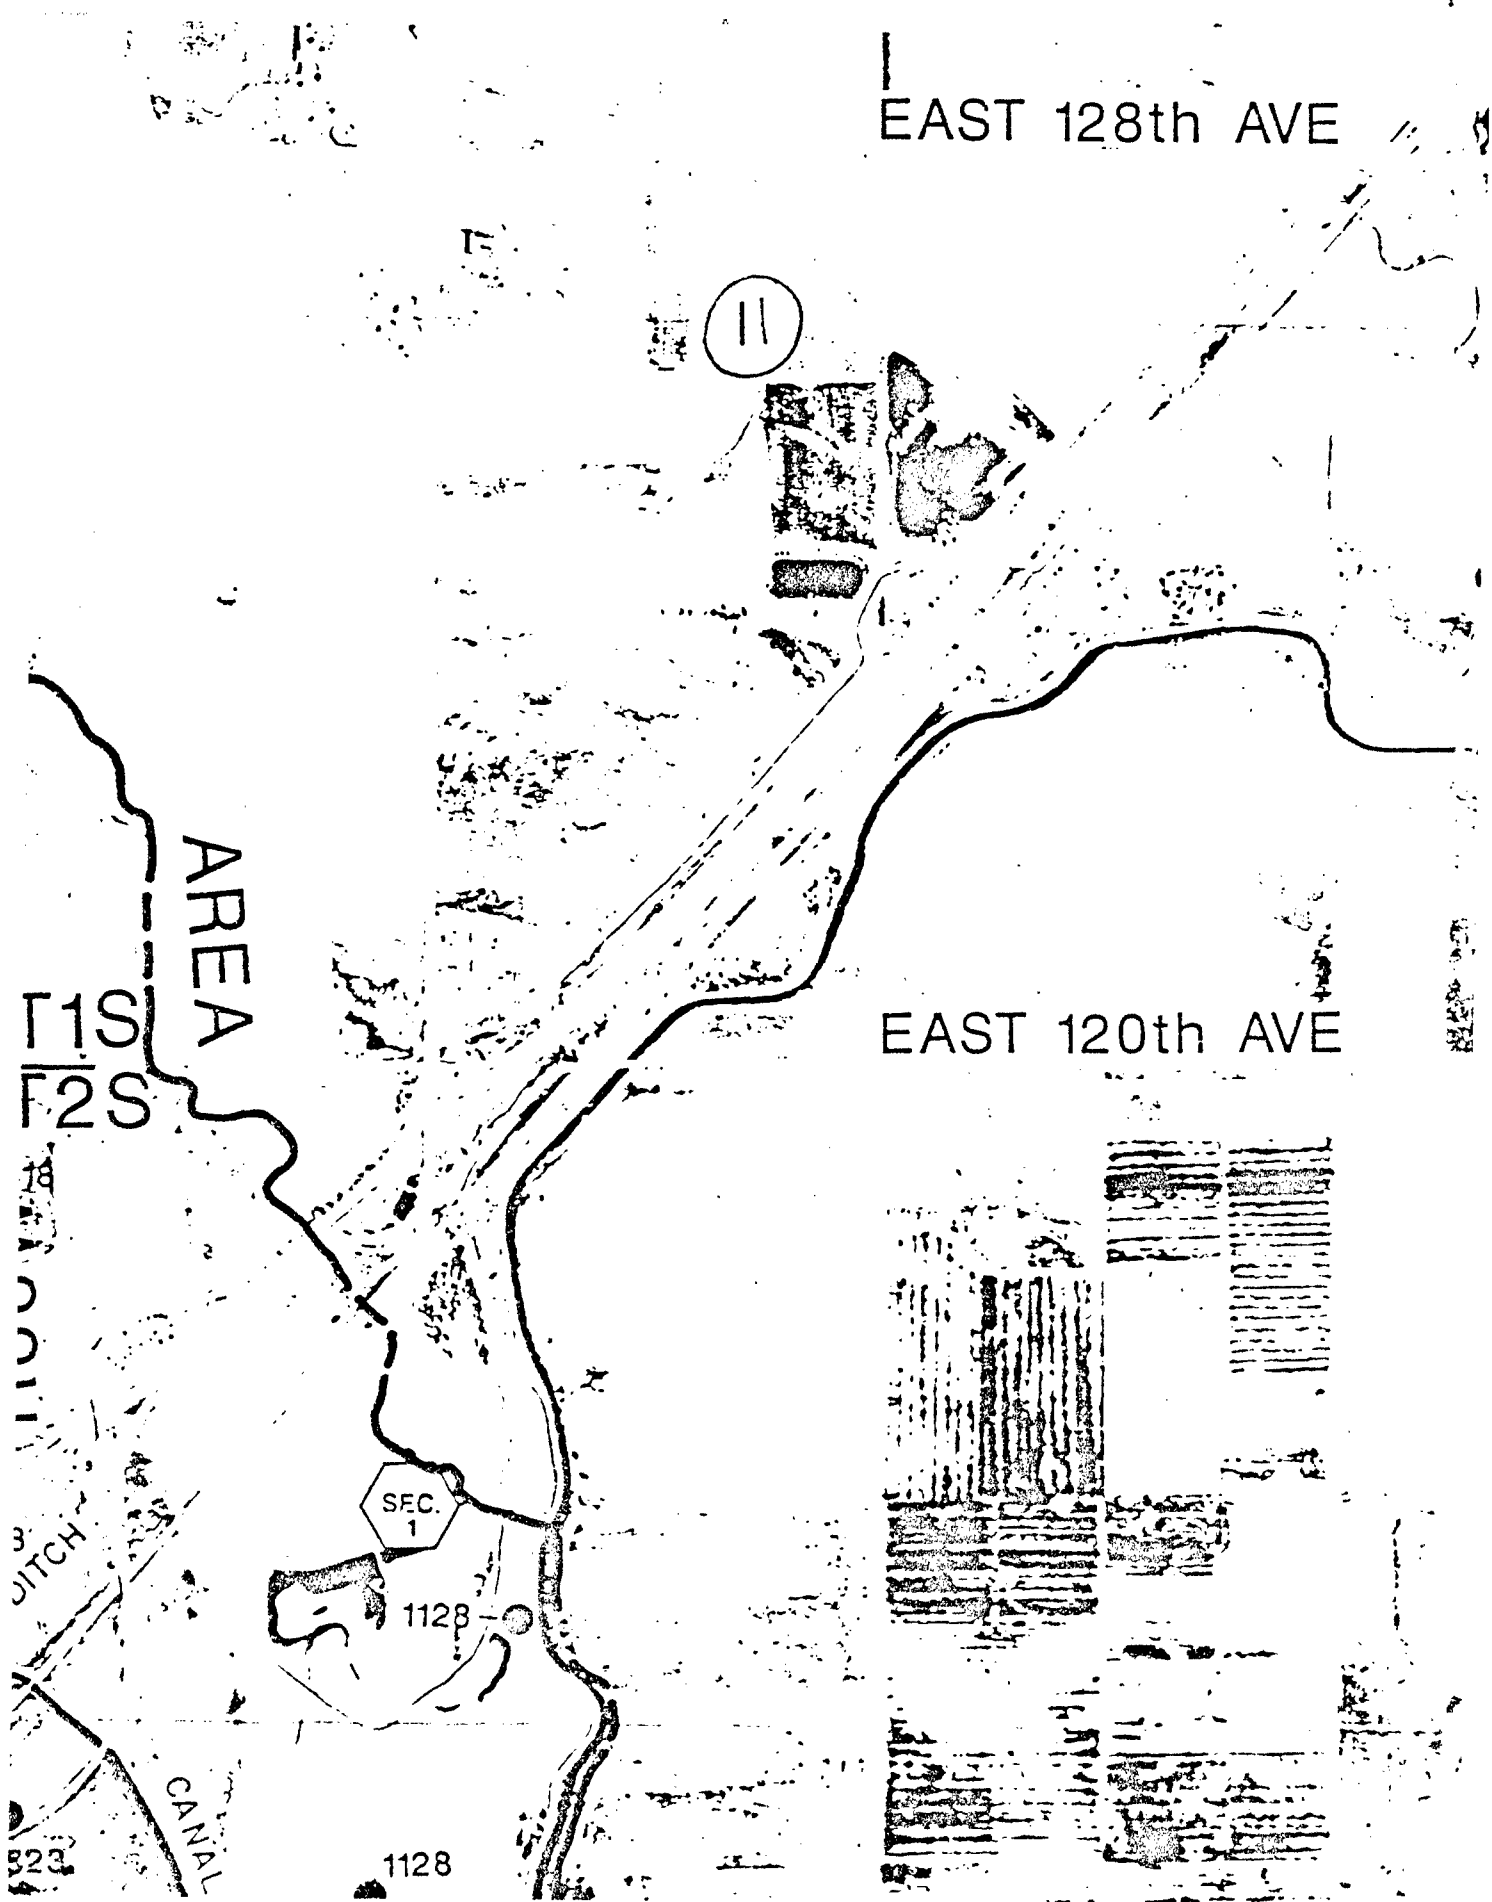 EAST 128th AVE
11
AREA
T1S
T2S
EAST 120th AVE
SEC.
1
DITCH
1128
CANAL
1128